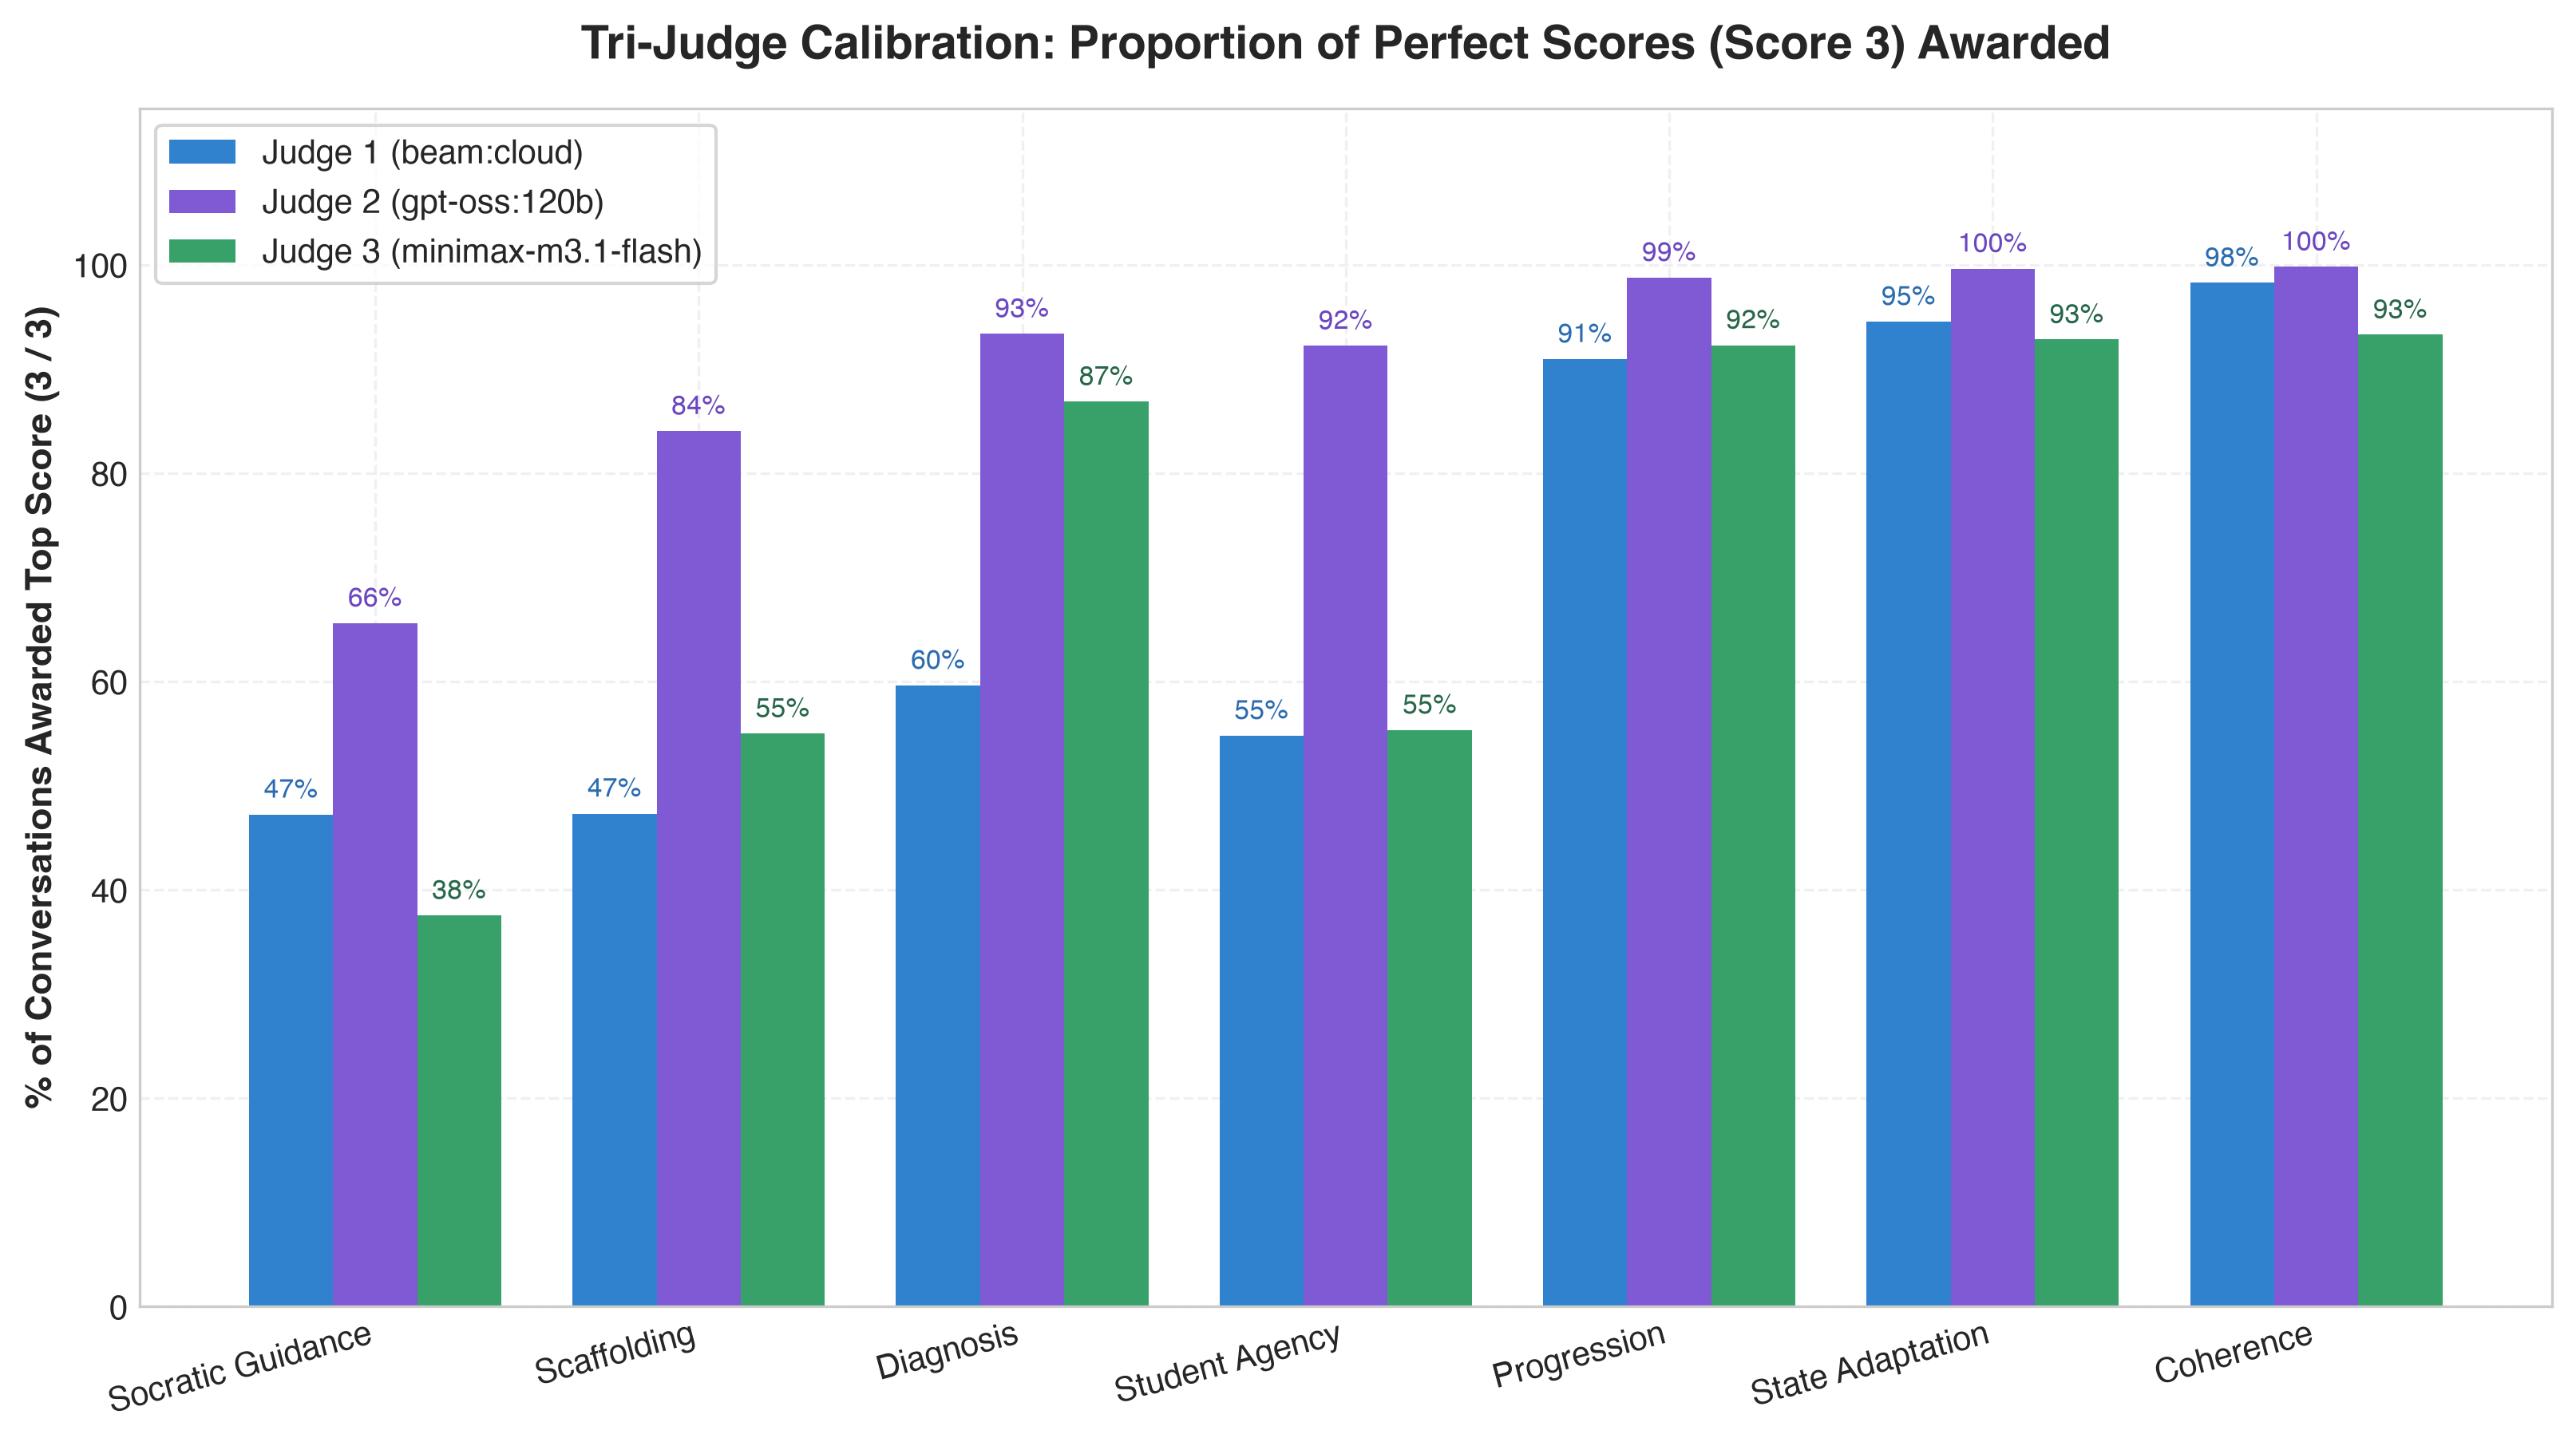 Tri-Judge Calibration: Proportion of Perfect Scores (Score 3) Awarded
Judge 1 (beam:cloud)
Judge 2 (gpt-oss:120b)
Judge 3 (minimax-m3.1-flash)
% of Conversations Awarded Top Score (3 / 3)
100
80
60
40
20
0
47% 66% 38%
47% 84% 55%
60% 93% 87%
55% 92% 55%
91% 99% 92%
95% 100% 93%
98% 100% 93%
Socratic Guidance
Scaffolding
Diagnosis
Student Agency
Progression
State Adaptation
Coherence